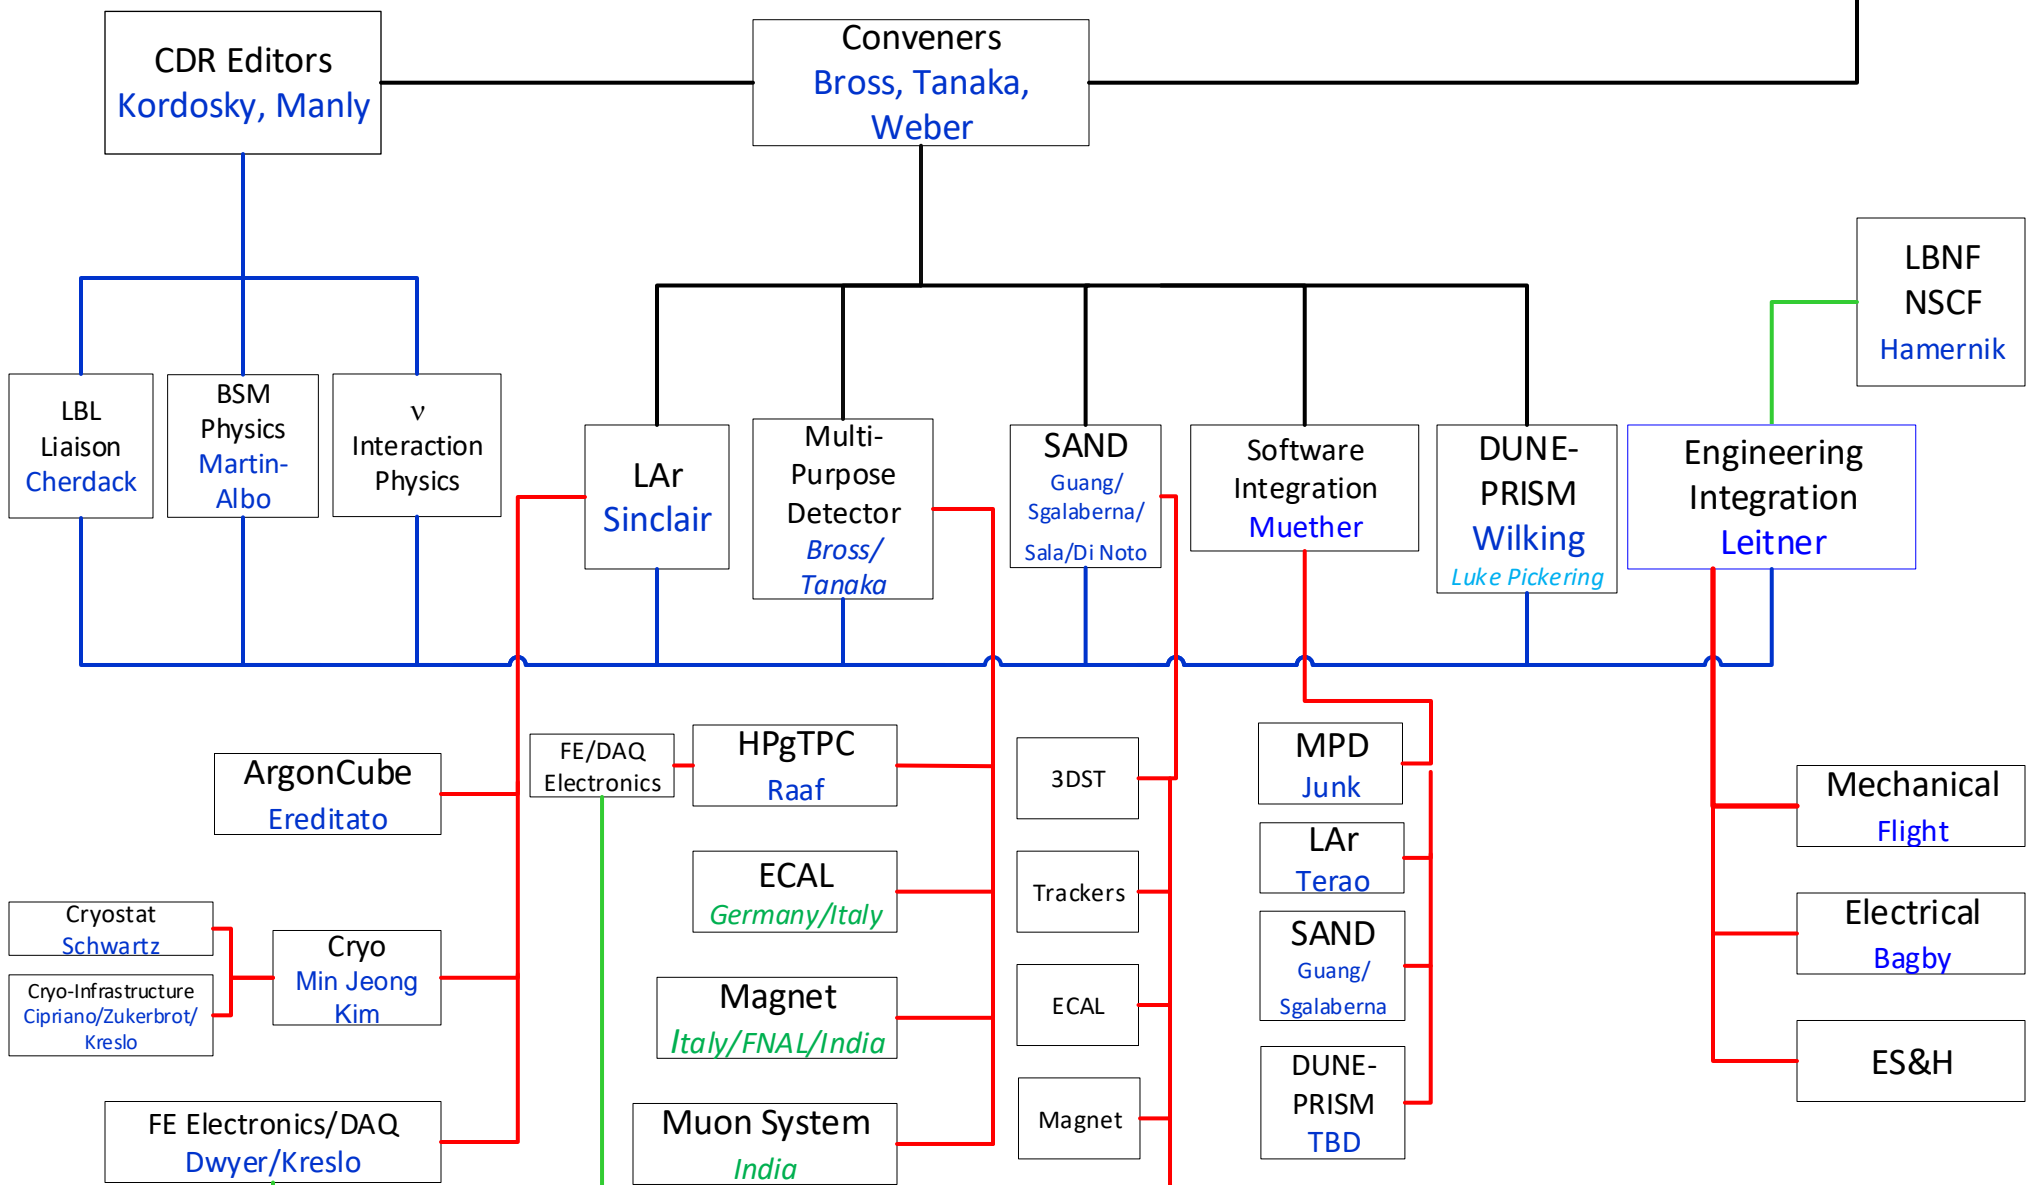 CDR Editors
Kordosky, Manly
Conveners
Bross, Tanaka,
Weber
LBNF
NSCF
Hamernik
LBL
Liaison
Cherdack
BSM
Physics
Martin-
Albo
ν
Interaction
Physics
LAr
Sinclair
Multi-
Purpose
Detector
Bross/
Tanaka
SAND
Guang/
Sgalaberna/
Sala/Di Noto
Software
Integration
Muether
DUNE-
PRISM
Wilking
Luke Pickering
Engineering
Integration
Leitner
ArgonCube
Ereditato
Cryostat
Schwartz
Cryo-Infrastructure
Cipriano/Zukerbrot/
Kreslo
Cryo
Min Jeong
Kim
FE Electronics/DAQ
Dwyer/Kreslo
FE/DAQ
Electronics
HPgTPC
Raaf
ECAL
Germany/Italy
Magnet
Italy/FNAL/India
Muon System
India
3DST
Trackers
ECAL
Magnet
MPD
Junk
LAr
Terao
SAND
Guang/
Sgalaberna
DUNE-
PRISM
TBD
Mechanical
Flight
Electrical
Bagby
ES&H